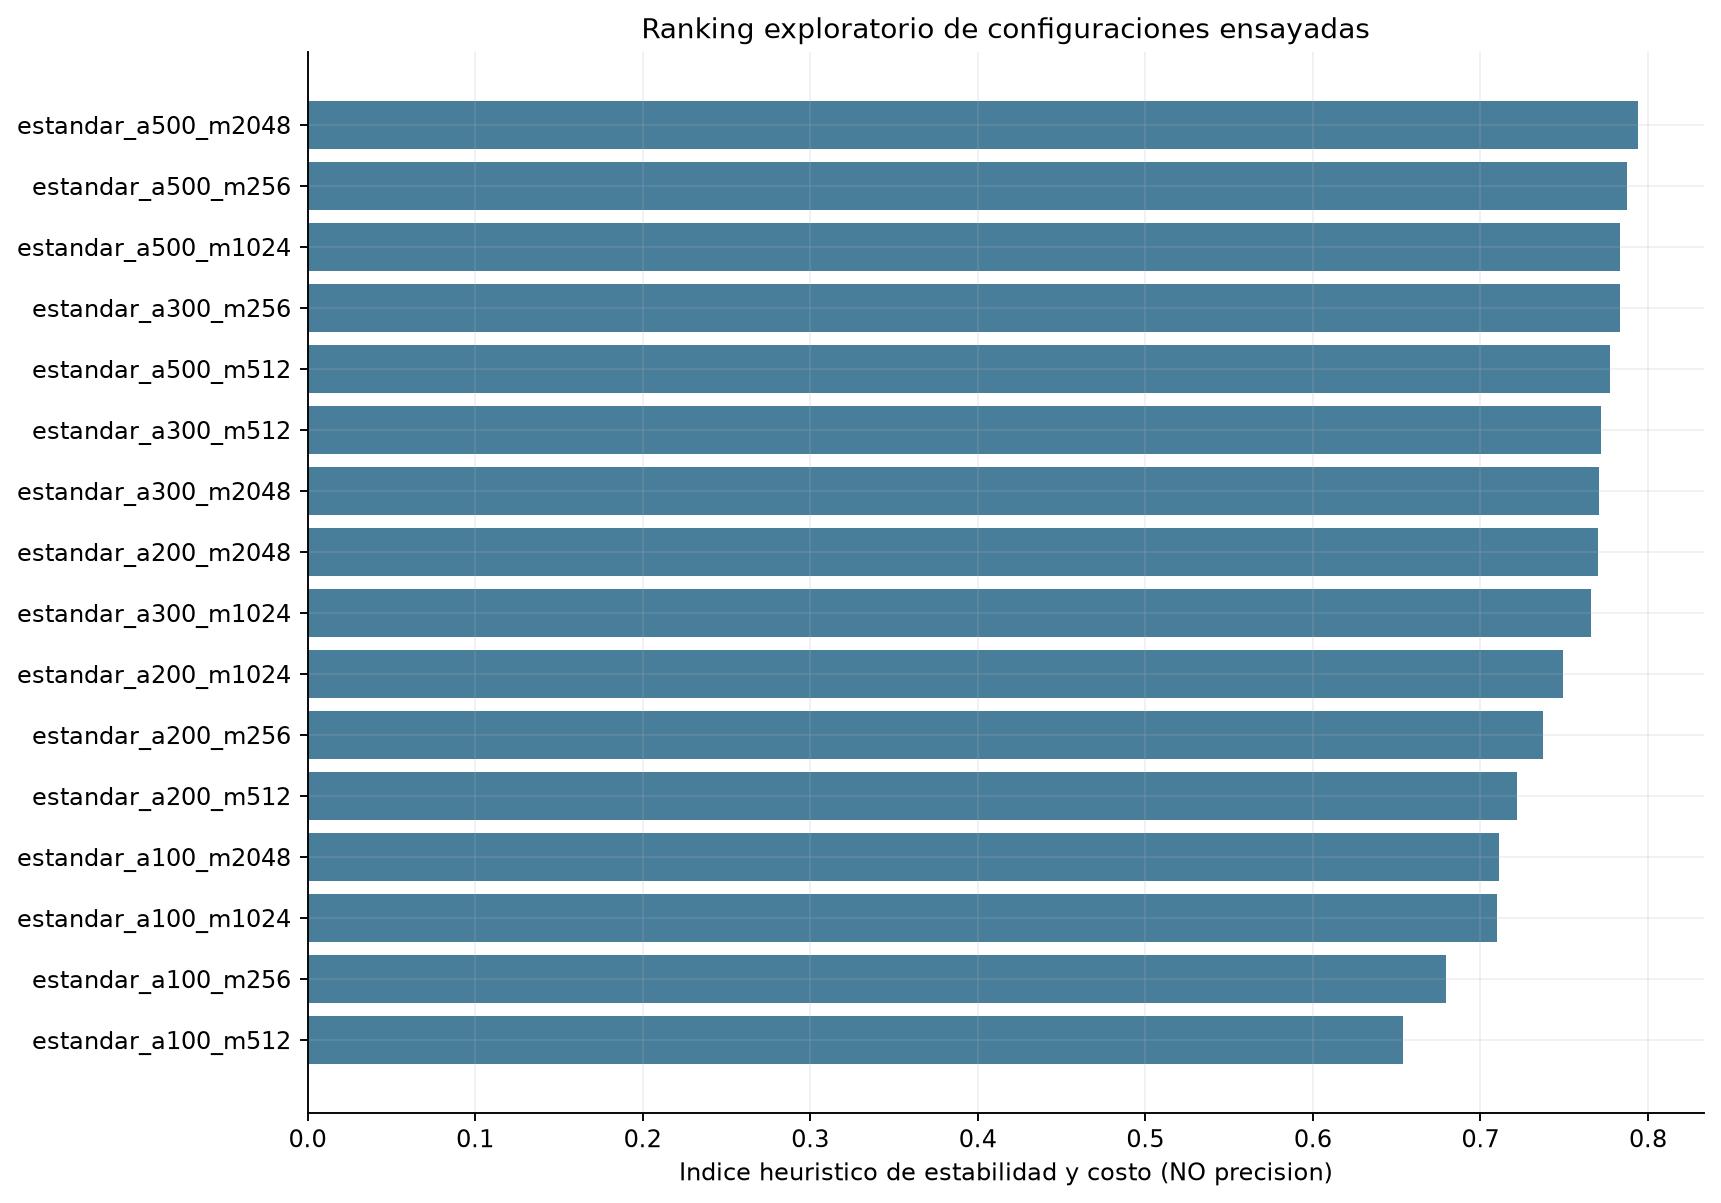 Ranking exploratorio de configuraciones ensayadas
estandar_a500_m2048
estandar_a500_m256
estandar_a500_m1024
estandar_a300_m256
estandar_a500_m512
estandar_a300_m512
estandar_a300_m2048
estandar_a200_m2048
estandar_a300_m1024
estandar_a200_m1024
estandar_a200_m256
estandar_a200_m512
estandar_a100_m2048
estandar_a100_m1024
estandar_a100_m256
estandar_a100_m512
0.0 0.1 0.2 0.3 0.4 0.5 0.6 0.7 0.8
Indice heuristico de estabilidad y costo (NO precision)